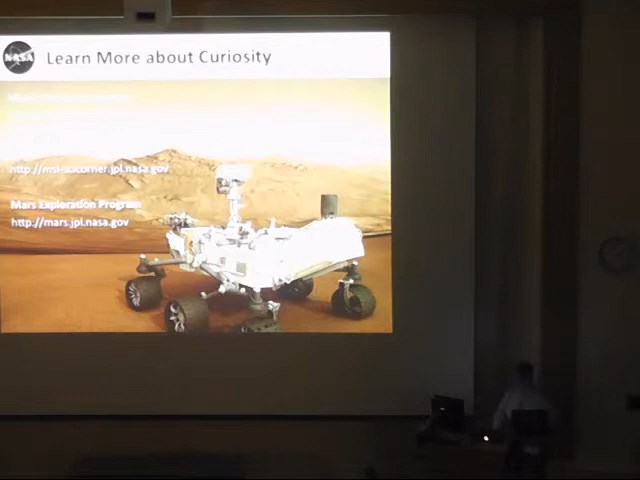 NASA
Learn More about Curiosity
http://msl-scicorner.jpl.nasa.gov
Mars Exploration Program
http://mars.jpl.nasa.gov